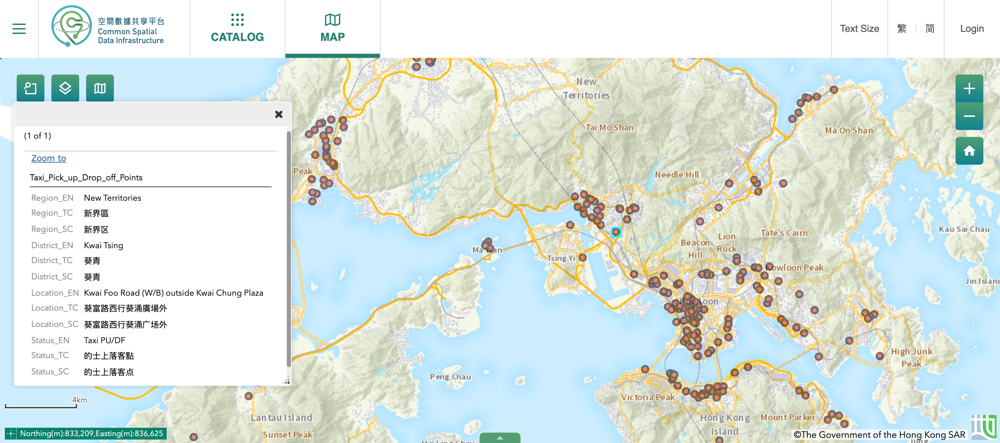 空間數據共享平台
Common Spatial
Data Infrastructure
CATALOG
MAP
Text Size
繁
简
Login
(1 of 1)
Zoom to
Taxi_Pick_up_Drop_off_Points
Region_EN New Territories
Region_TC 新界區
Region_SC 新界区
District_EN Kwai Tsing
District_TC 葵青
District_SC 葵青
Location_EN Kwai Foo Road (W/B) outside Kwai Chung Plaza
Location_TC 葵富路西行葵涌廣場外
Location_SC 葵富路西行葵涌广场外
Status_EN Taxi PU/DF
Status_TC 的士上落客點
Status_SC 的士上落客点
New
Territories
Tai Mo Shan
Ma On Shan
Peak
Needle Hill
Kau Sai Chau
Tate's Cairn
Lion
Rock
Beacon
Hill
Ma Wan
Tsing Yi
Kowloon Peak
Jin Island
Kowloon
High Junk
Peak
Peng Chau
Victoria Peak
4km
Lantau Island
Hong Kong
Island
Mount Parker
Sunset Peak
Hei Ling Chau
Northing(m):833,209,Easting(m):836,625
©The Government of the Hong Kong SAR